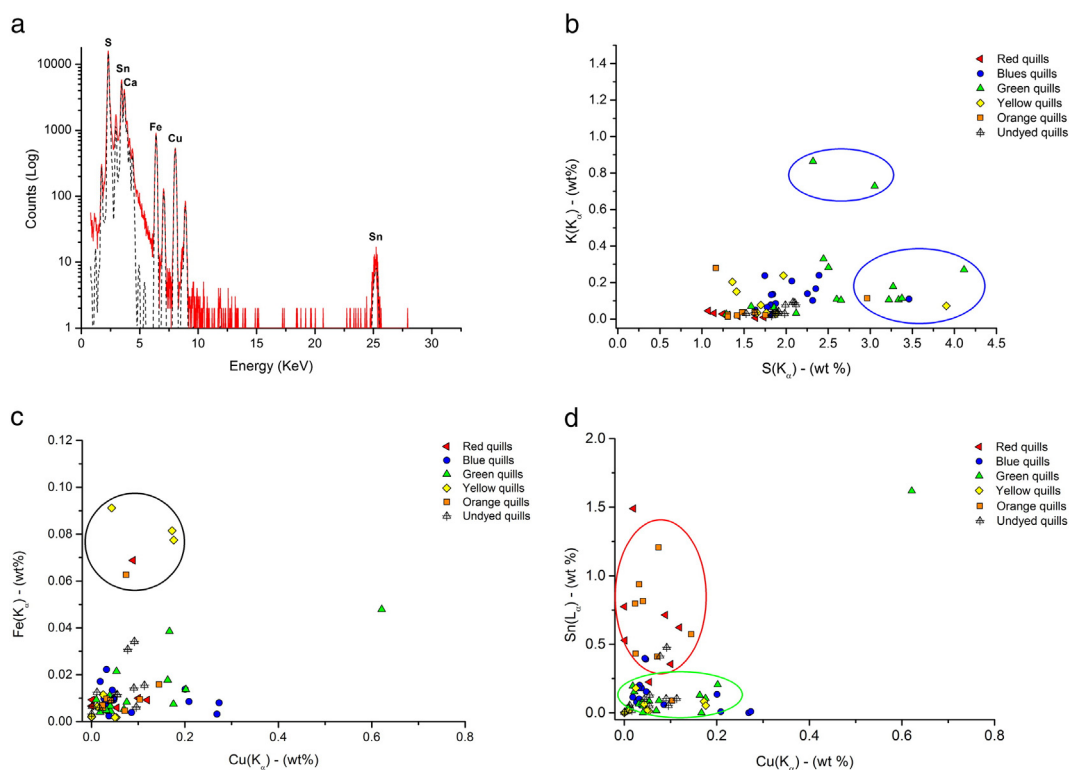 a
S
Sn
Ca
Fe
Cu
Sn
10000
1000
100
10
1
0 5 10 15 20 25 30
Counts (Log)
Energy (KeV)
b
Red quills
Blues quills
Green quills
Yellow quills
Orange quills
Undyed quills
1.4
1.2
1.0
0.8
0.6
0.4
0.2
0.0
0.0 0.5 1.0 1.5 2.0 2.5 3.0 3.5 4.0 4.5
K(Kα) - (wt%)
S(Kα) - (wt %)
c
Red quills
Blue quills
Green quills
Yellow quills
Orange quills
Undyed quills
0.12
0.10
0.08
0.06
0.04
0.02
0.00
0.0 0.2 0.4 0.6 0.8
Fe(Kα) - (wt%)
Cu(Kα) - (wt%)
d
Red quills
Blue quills
Green quills
Yellow quills
Orange quills
Undyed quills
2.0
1.5
1.0
0.5
0.0
0.0 0.2 0.4 0.6 0.8
Sn(Lα) - (wt %)
Cu(Kα) - (wt %)